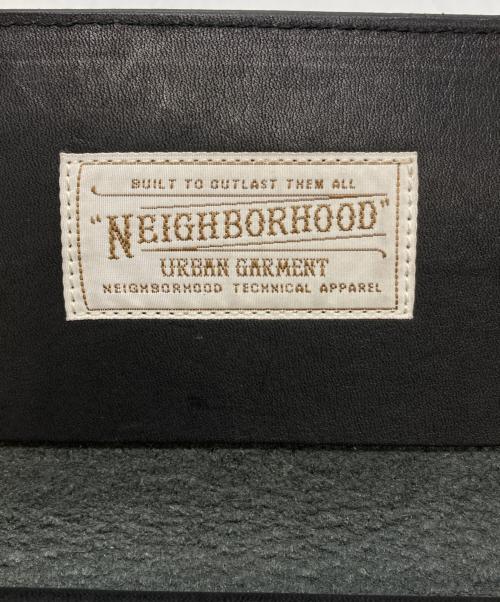 BUILT TO OUTLAST THEM ALL
"NEIGHBORHOOD"
URBAN GARMENT
NEIGHBORHOOD TECHNICAL APPAREL